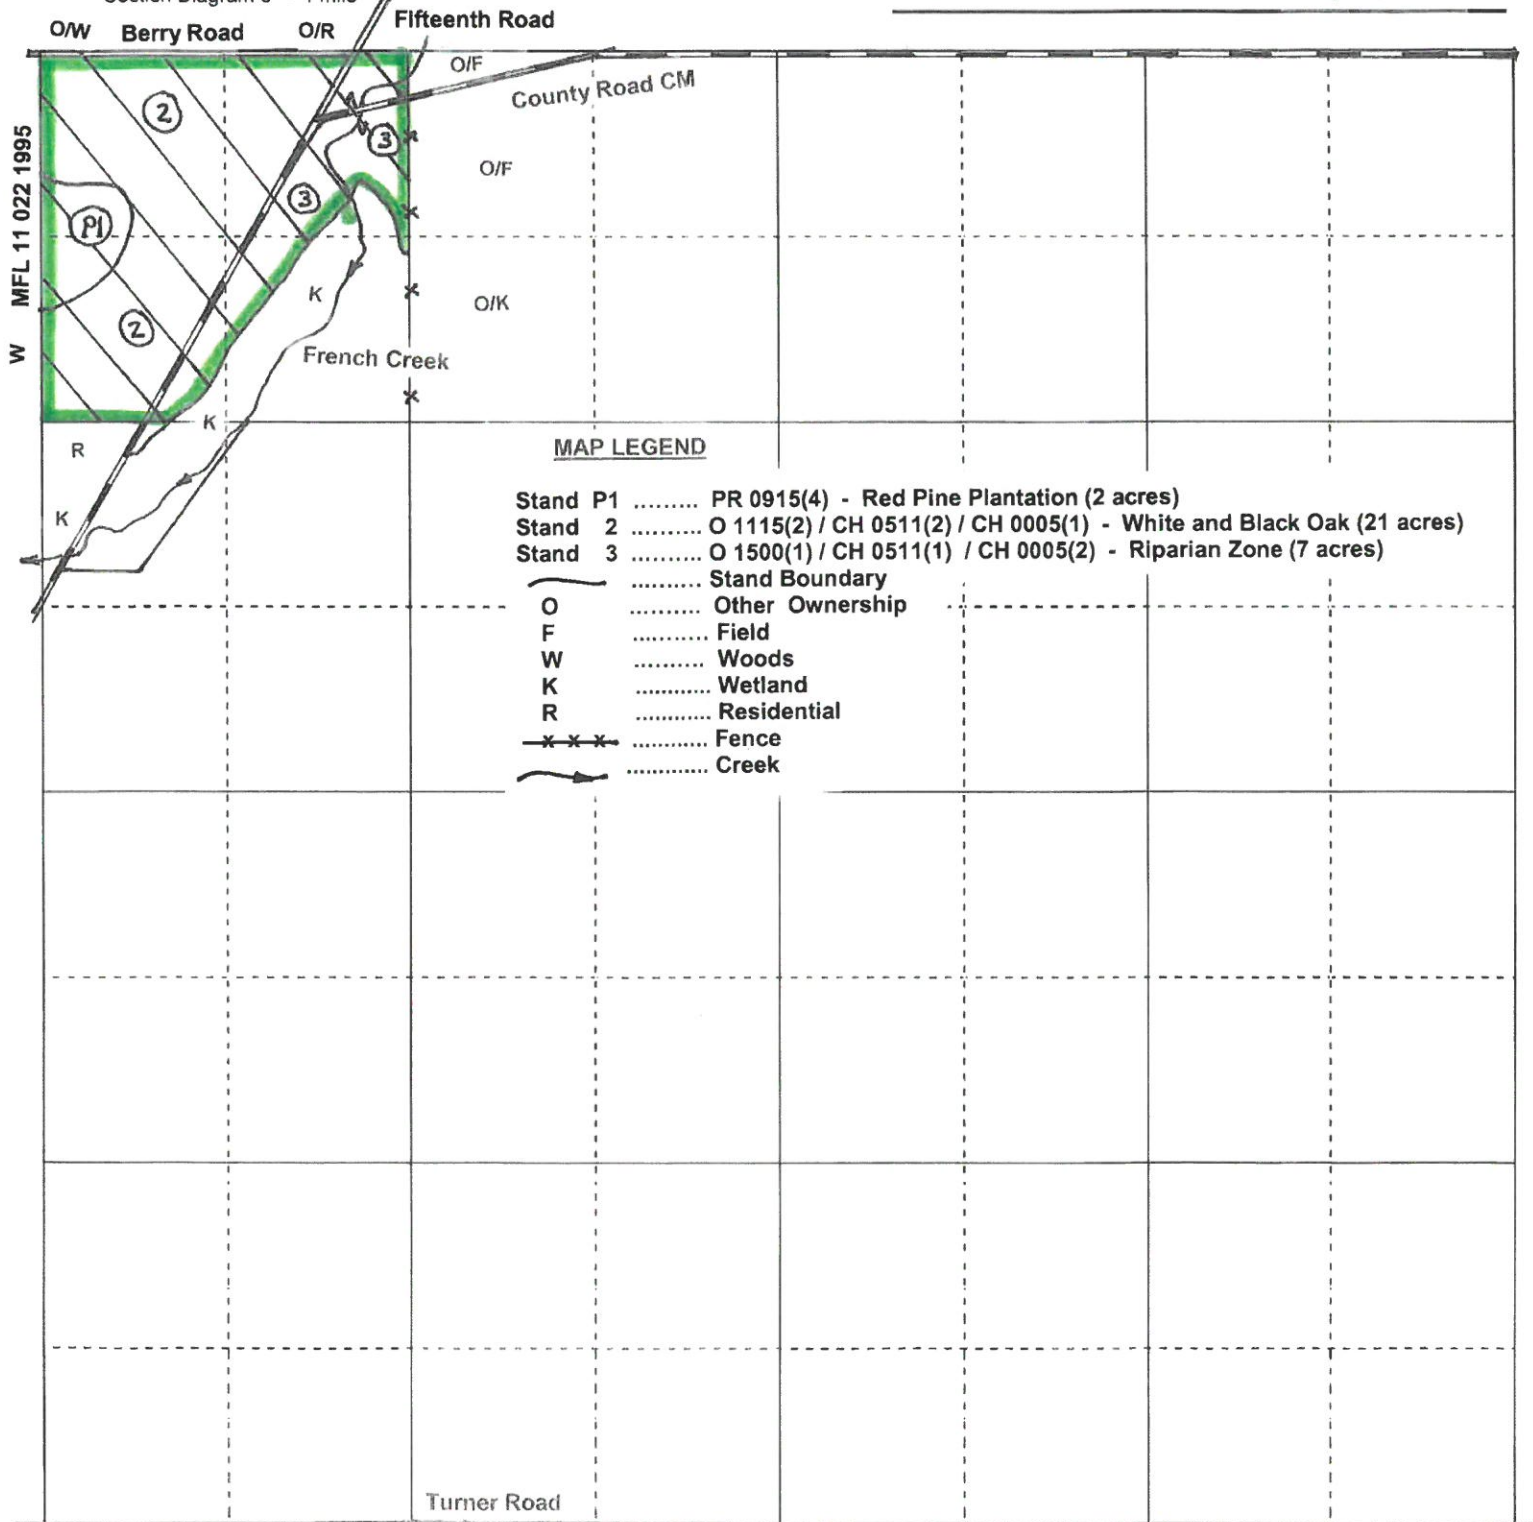 O/W Berry Road O/R Fifteenth Road
O/F
County Road CM
2
3
O/F
3
MFL 11 022 1995
W
P1
K
O/K
2
French Creek
K
R
K
MAP LEGEND
Stand P1 ......... PR 0915(4) - Red Pine Plantation (2 acres)
Stand 2 .......... O 1115(2) / CH 0511(2) / CH 0005(1) - White and Black Oak (21 acres)
Stand 3 .......... O 1500(1) / CH 0511(1) / CH 0005(2) - Riparian Zone (7 acres)
.......... Stand Boundary
O .......... Other Ownership
F ........... Field
W .......... Woods
K ............ Wetland
R ............ Residential
x x x ............ Fence
............. Creek
Turner Road